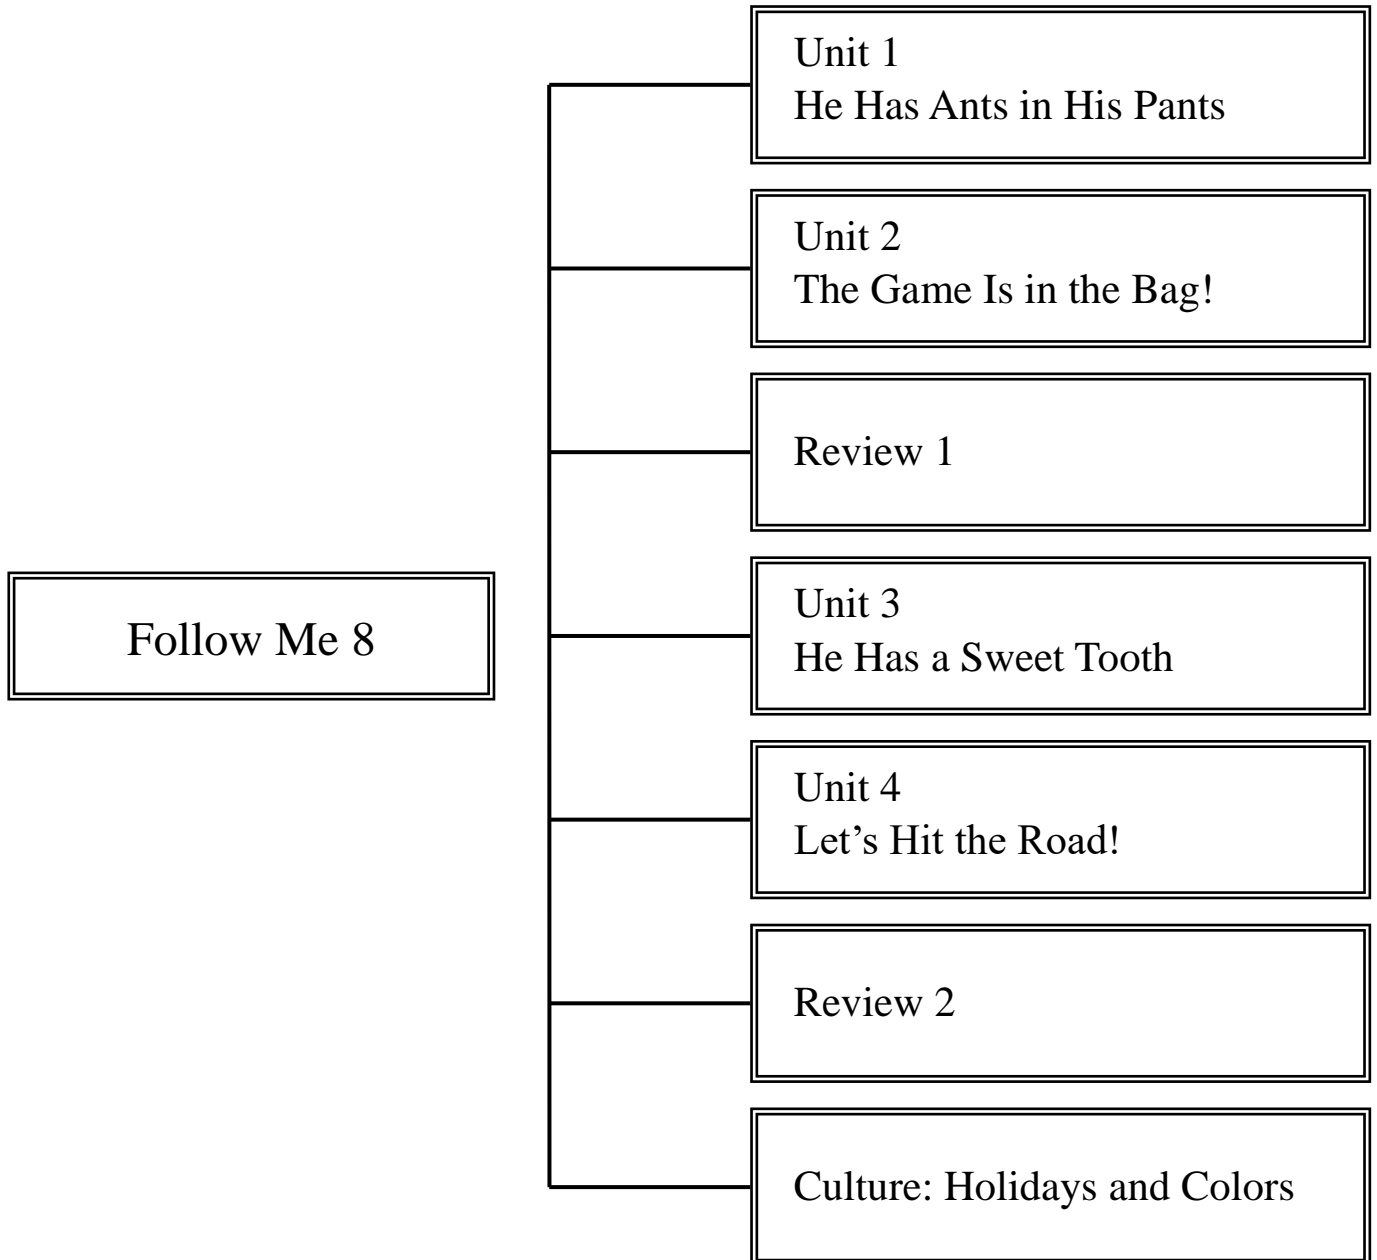 Unit 1
He Has Ants in His Pants
Unit 2
The Game Is in the Bag!
Review 1
Follow Me 8
Unit 3
He Has a Sweet Tooth
Unit 4
Let’s Hit the Road!
Review 2
Culture: Holidays and Colors